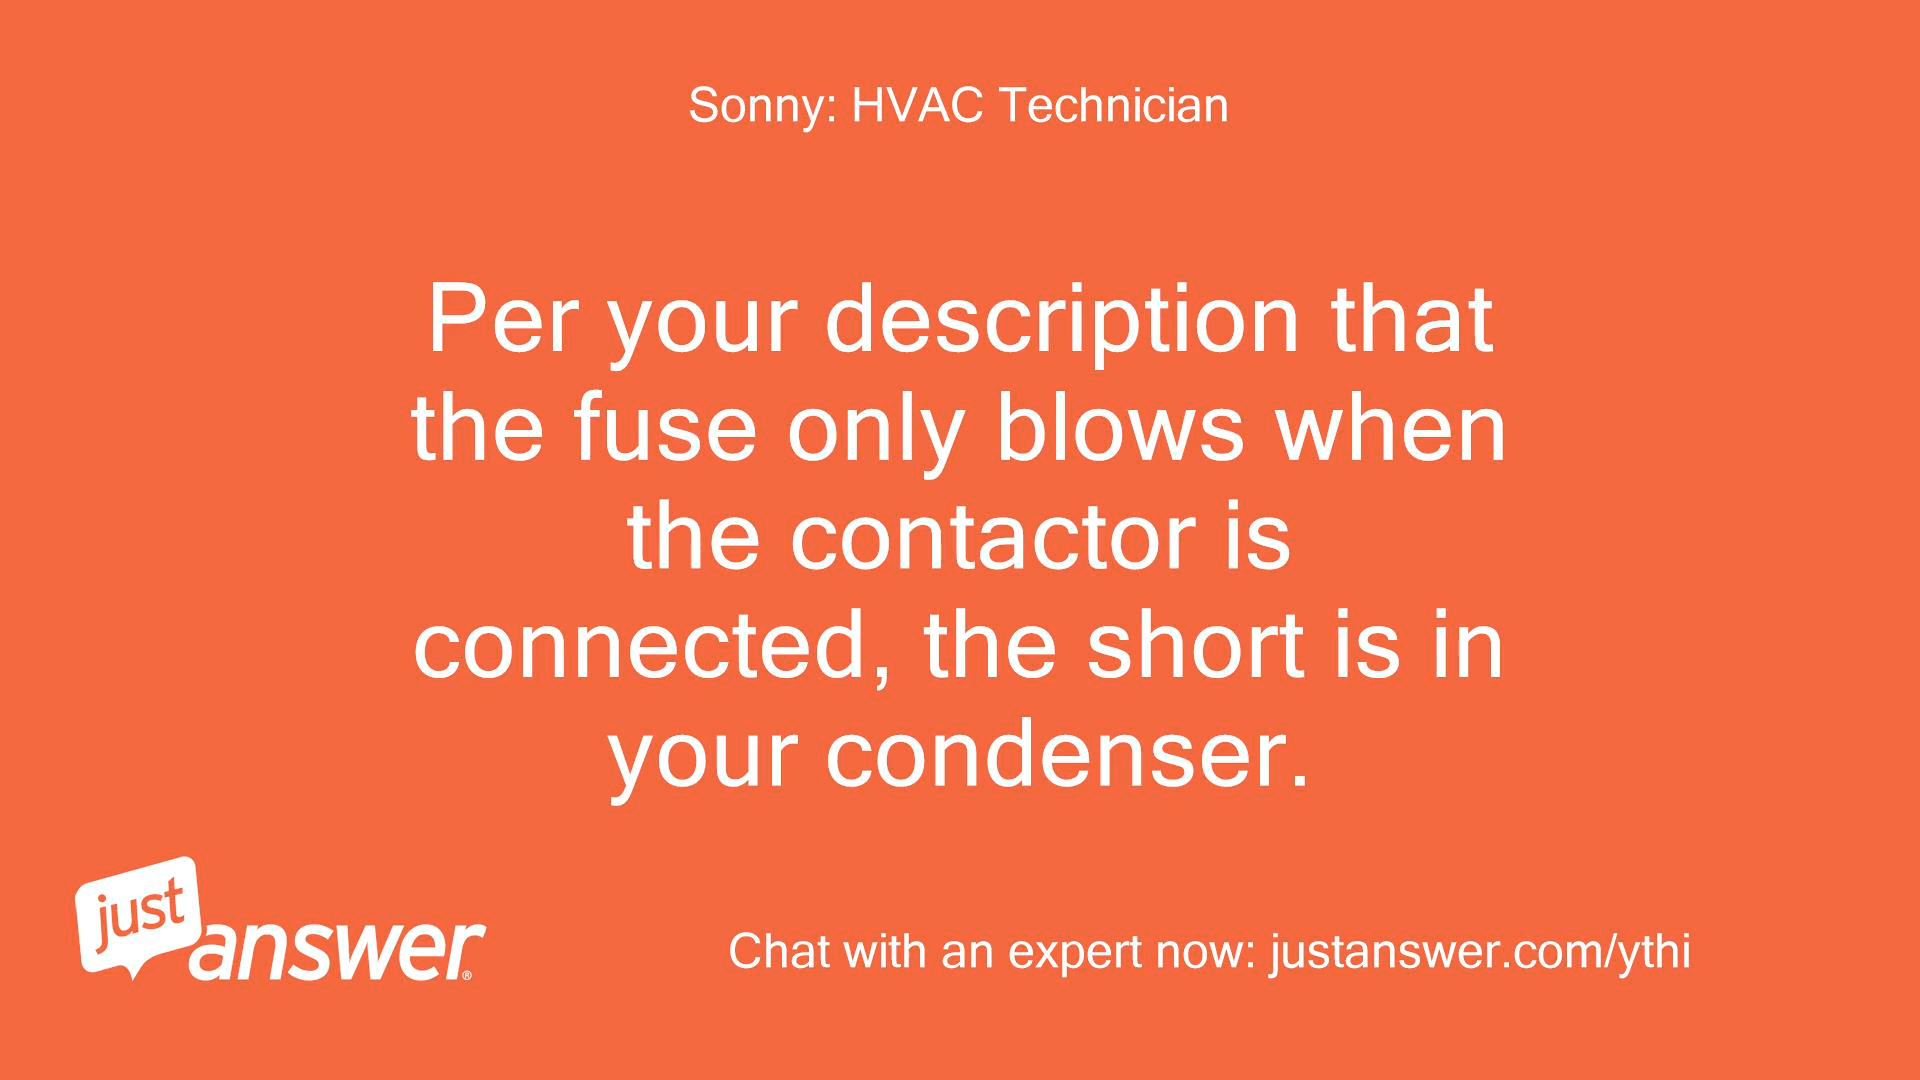 Sonny: HVAC Technician
Per your description that
the fuse only blows when
the contactor is
connected, the short is in
your condenser.
just
answer®
Chat with an expert now: justanswer.com/ythi